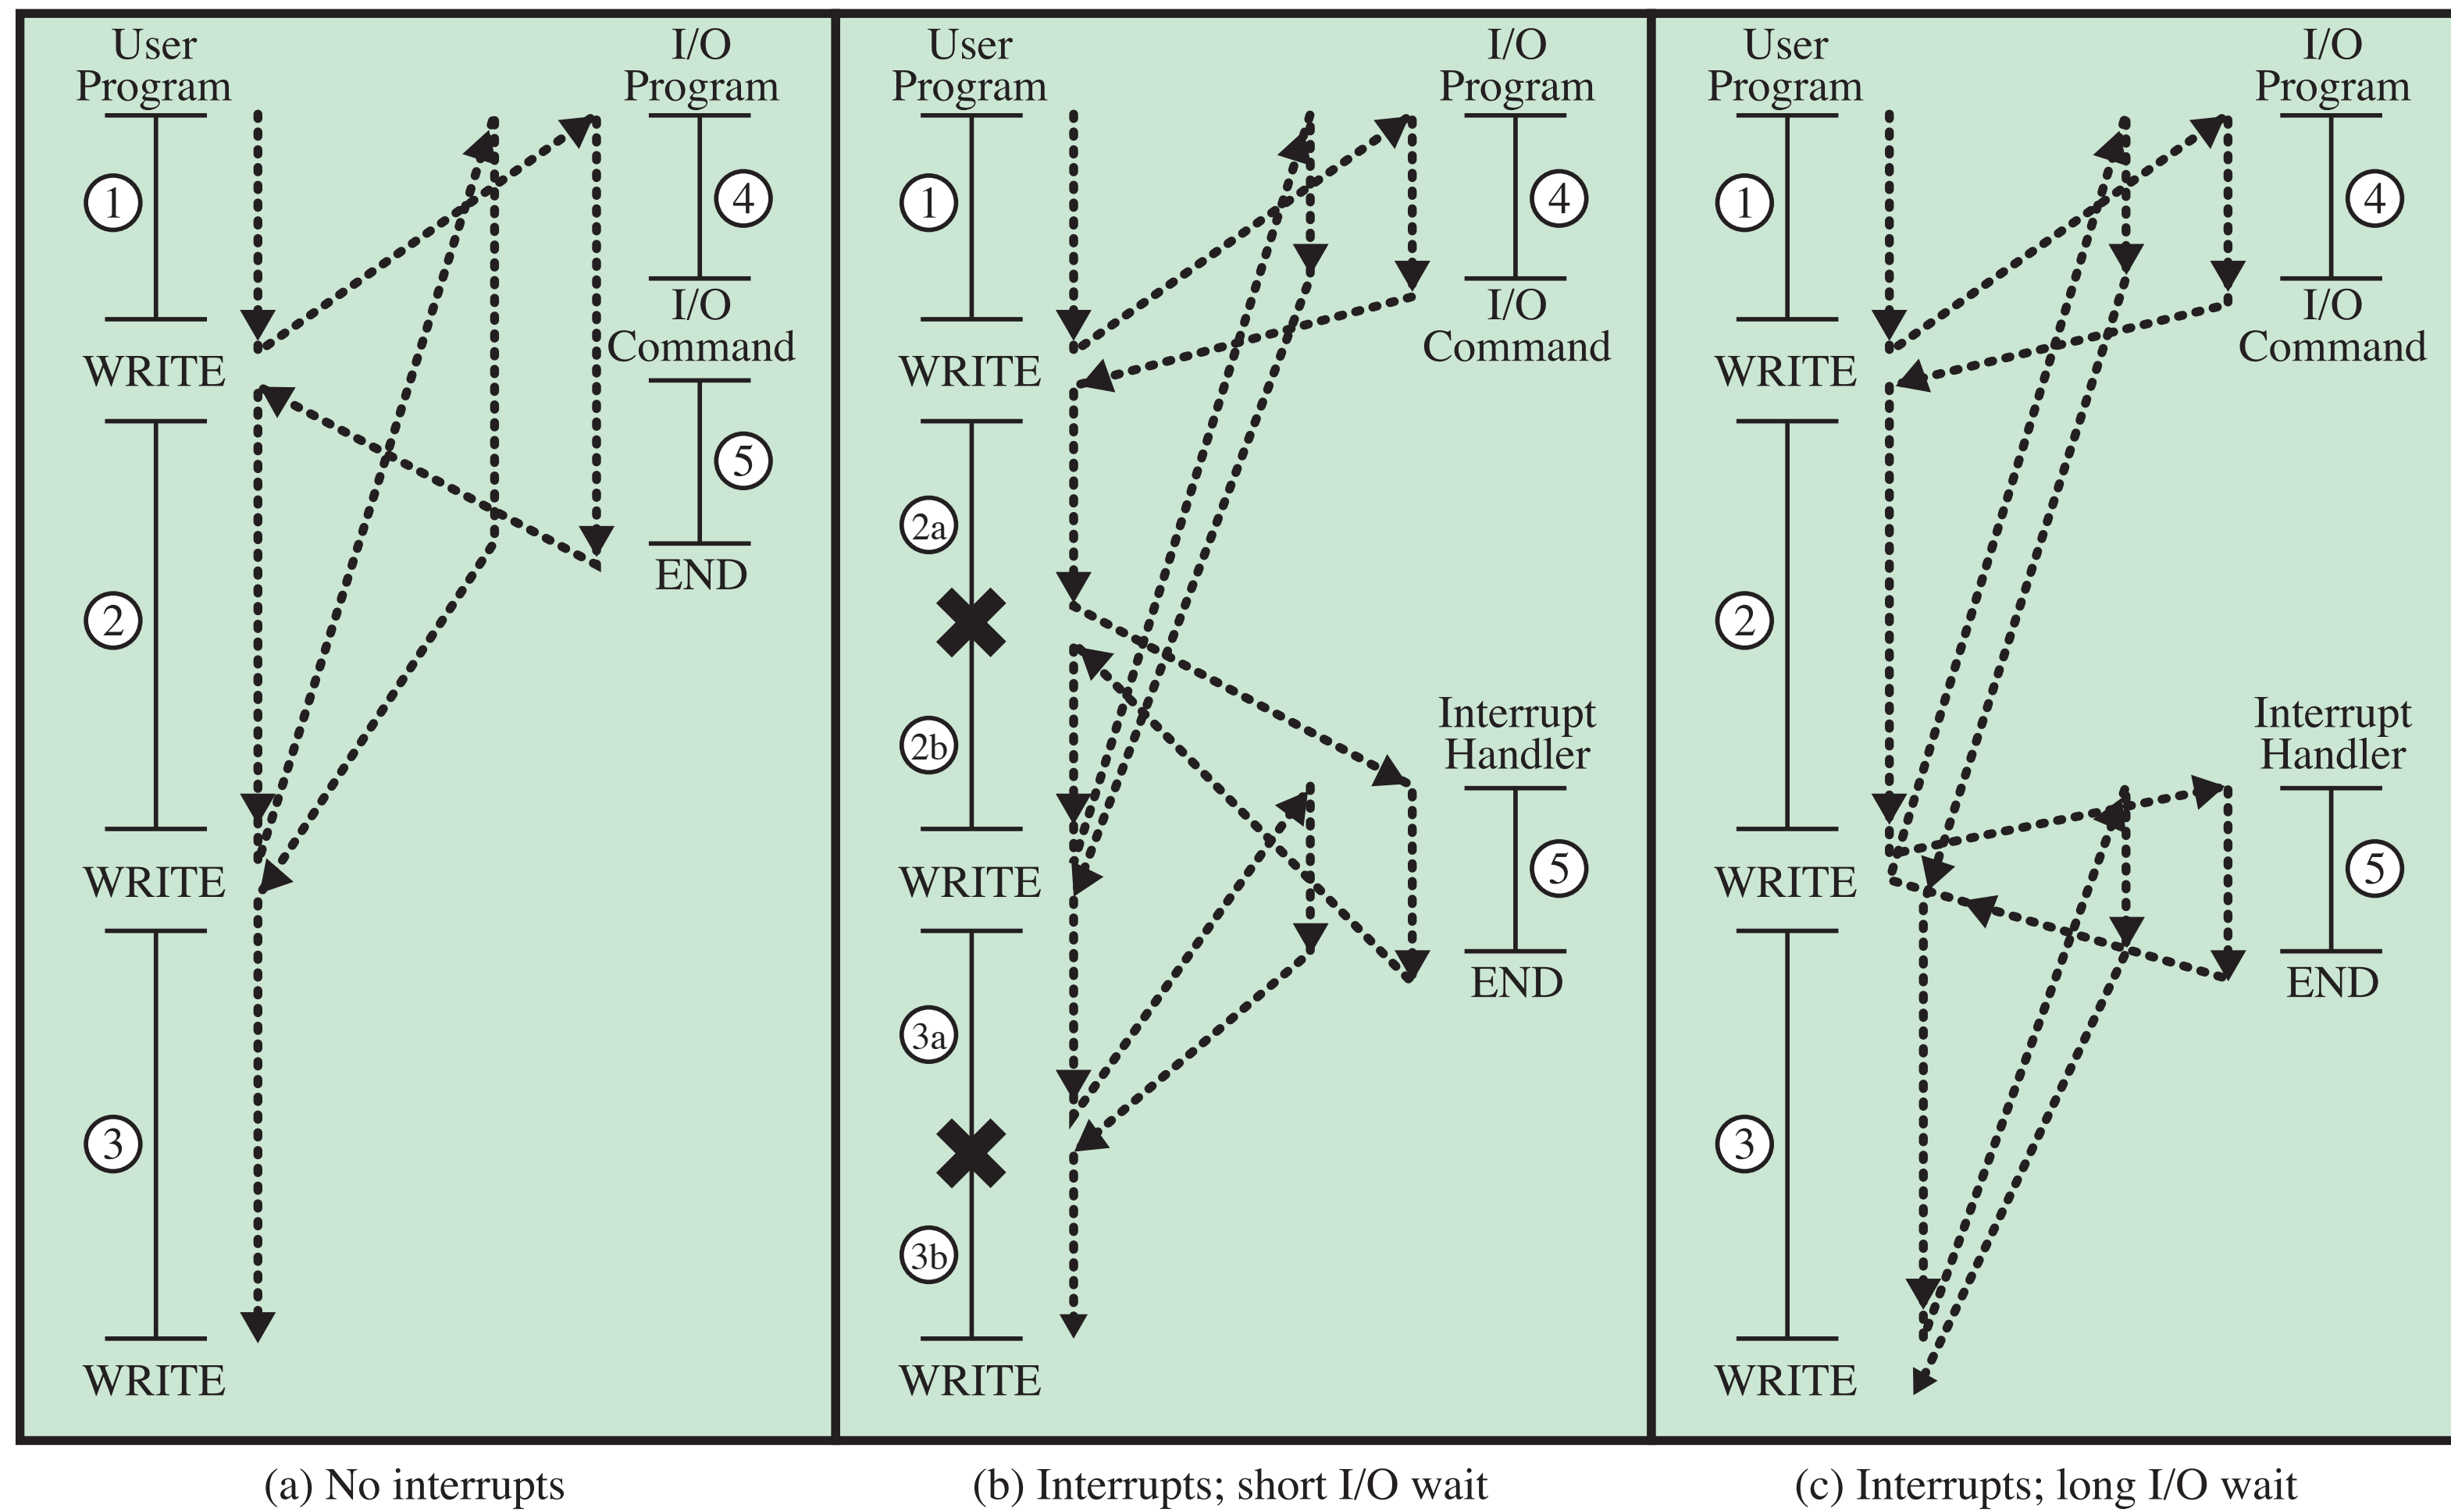 User
Program
I/O
Program
1
4
WRITE
I/O
Command
5
END
2
WRITE
3
WRITE
(a) No interrupts
User
Program
I/O
Program
1
4
WRITE
I/O
Command
2a
2b
Interrupt
Handler
WRITE
5
END
3a
3b
WRITE
(b) Interrupts; short I/O wait
User
Program
I/O
Program
1
4
WRITE
I/O
Command
2
Interrupt
Handler
WRITE
5
END
3
WRITE
(c) Interrupts; long I/O wait